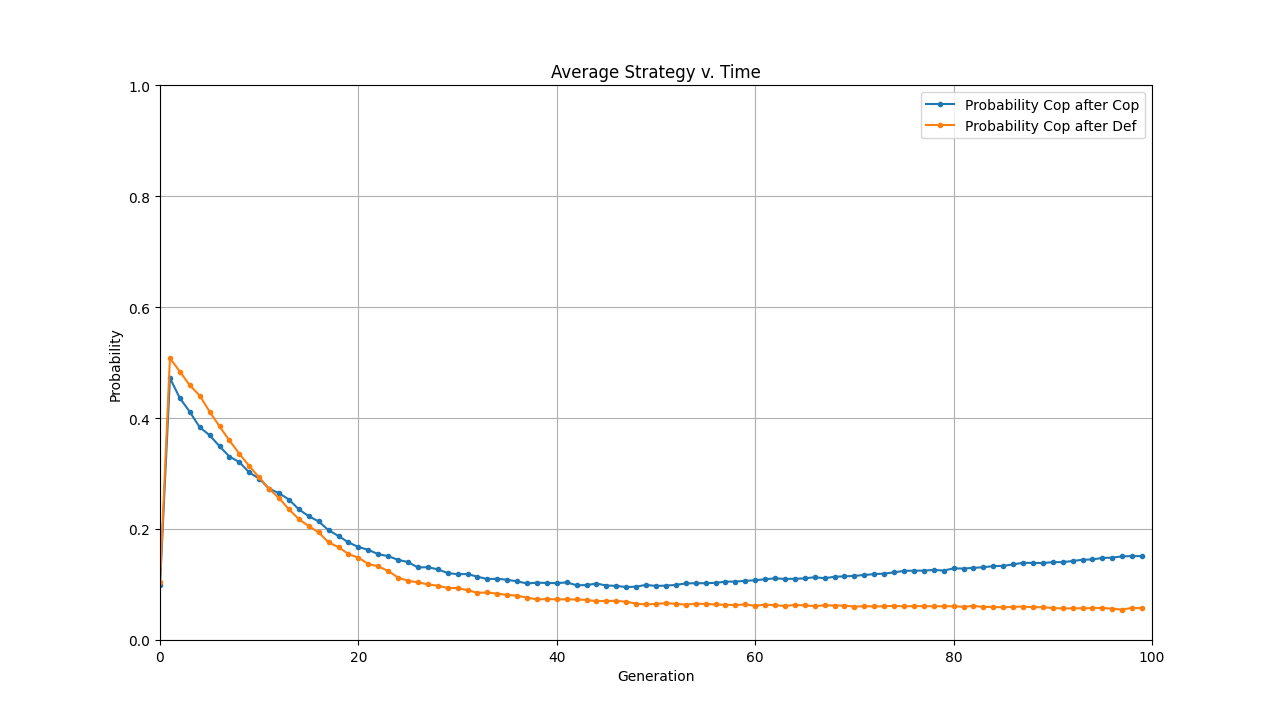 Average Strategy v. Time
Probability Cop after Cop
Probability Cop after Def
Probability
1.0
0.8
0.6
0.4
0.2
0.0
0 20 40 60 80 100
Generation